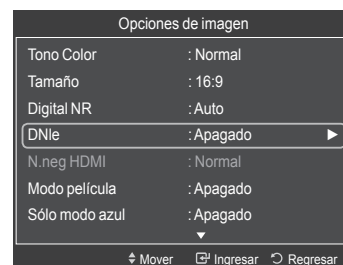 Opciones de imagen
Tono Color : Normal
Tamaño : 16:9
Digital NR : Auto
DNIe : Apagado
N.neg HDMI : Normal
Modo película : Apagado
Sólo modo azul : Apagado
Mover Ingresar Regresar